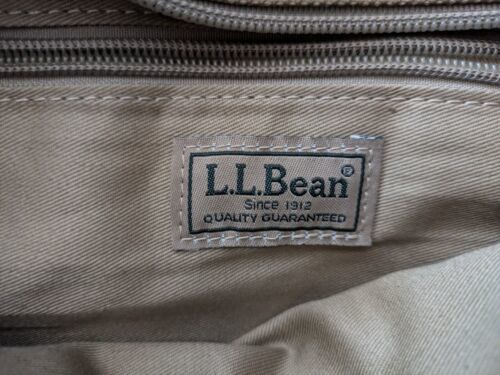 L.L.Bean®
Since 1912
QUALITY GUARANTEED